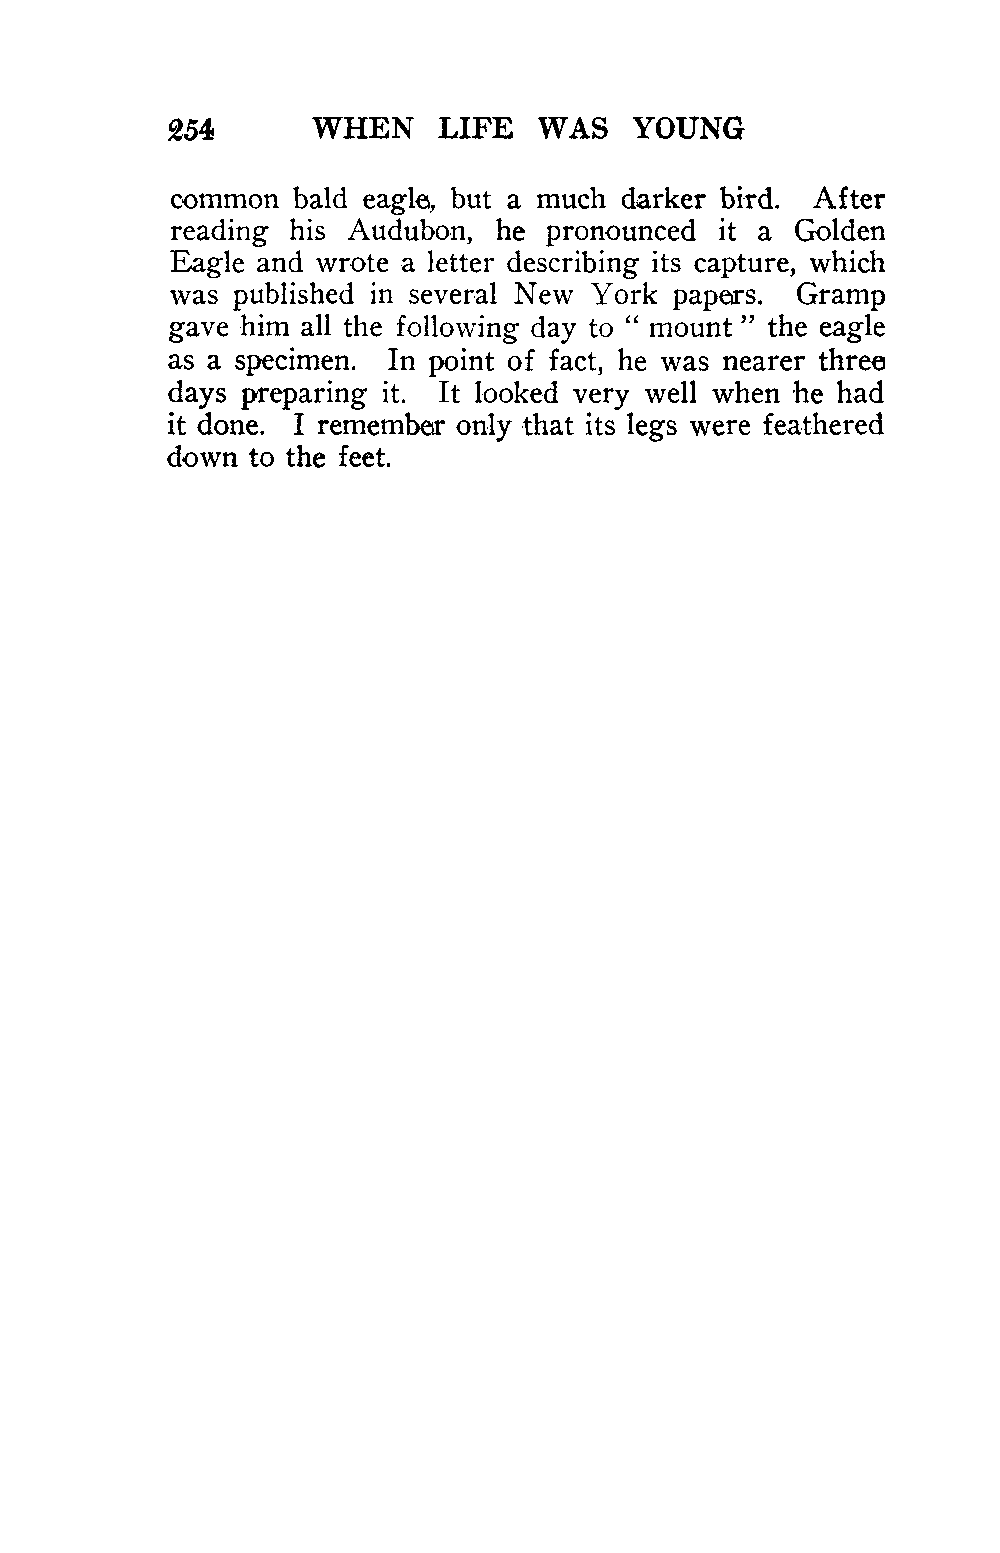 254 WHEN LIFE WAS YOUNG
common bald eagle, but a much darker bird. After
reading his Audubon, he pronounced it a Golden
Eagle and wrote a letter describing its capture, which
was published in several New York papers. Gramp
gave him all the following day to “ mount ” the eagle
as a specimen. In point of fact, he was nearer three
days preparing it. It looked very well when he had
it done. I remember only that its legs were feathered
down to the feet.